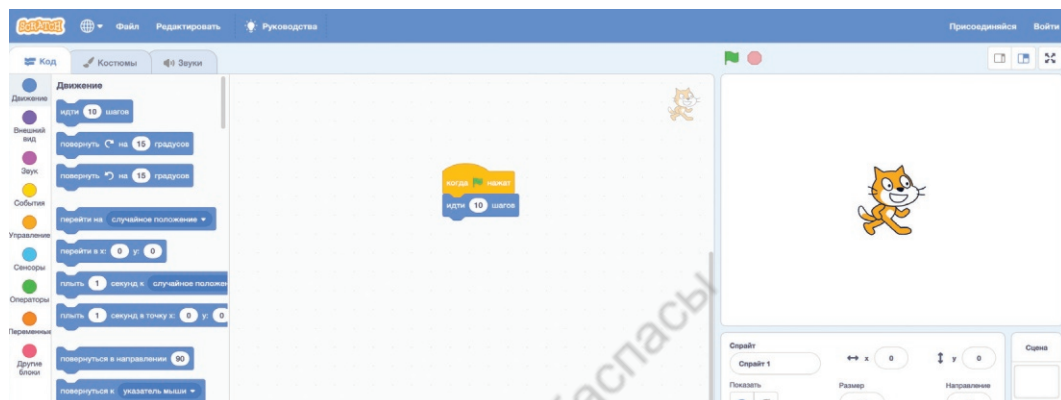 SCRATCH Файл Редактировать Руководства Присоединяйся Войти
Код Костюмы Звуки
Движение
Внешний вид
Звук
События
Управление
Сенсоры
Операторы
Переменные
Другие блоки
Движение
идти 10 шагов
повернуть на 15 градусов
повернуть на 15 градусов
перейти на случайное положение
перейти в x: 0 y: 0
плыть 1 секунд к случайное положен
плыть 1 секунд в точку x: 0 y: 0
повернуться в направлении 90
повернуться к указатель мыши
когда нажат
идти 10 шагов
Спрайт
Спрайт 1
x 0
y 0
Показать
Размер
Направление
Сцена